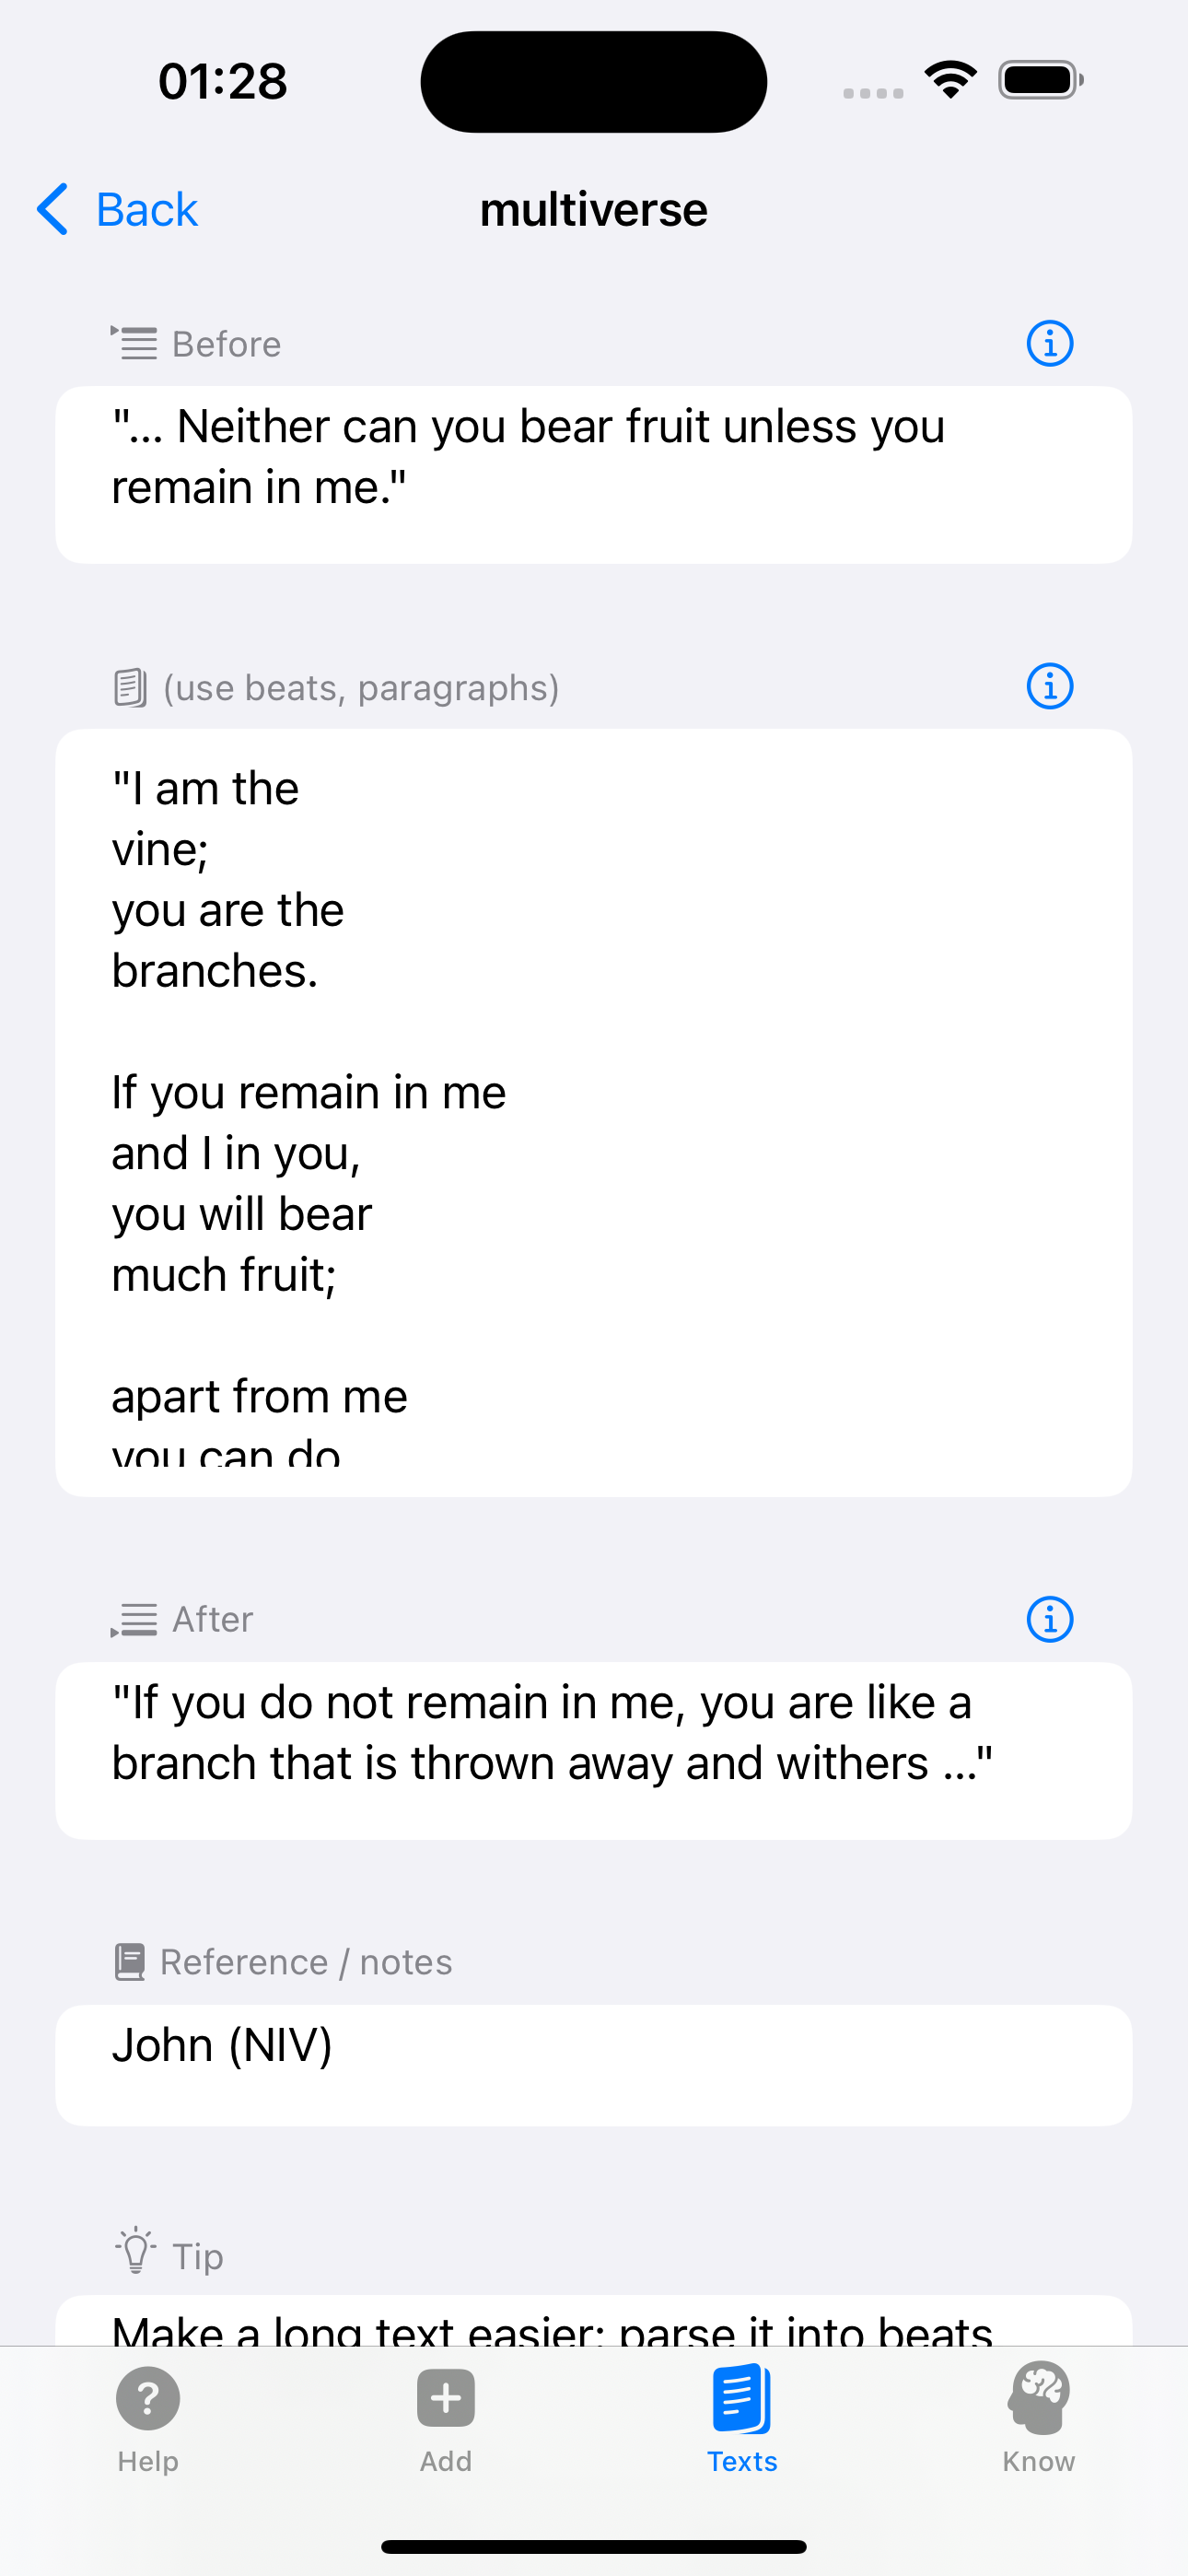 01:28
Back
multiverse
Before
"... Neither can you bear fruit unless you
remain in me."
(use beats, paragraphs)
"I am the
vine;
you are the
branches.
If you remain in me
and I in you,
you will bear
much fruit;
apart from me
you can do
After
"If you do not remain in me, you are like a
branch that is thrown away and withers ..."
Reference / notes
John (NIV)
Tip
Make a long text easier: parse it into beats
Help
Add
Texts
Know